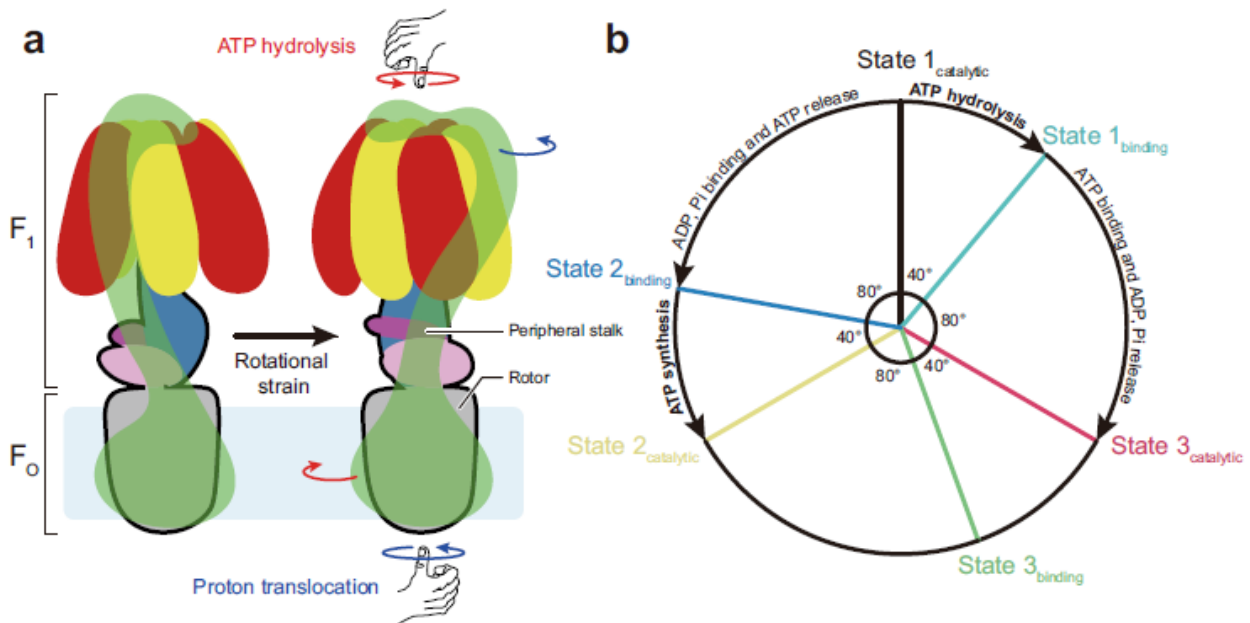 a
ATP hydrolysis
F1
FO
Rotational
strain
Peripheral stalk
Rotor
Proton translocation
b
State 1catalytic
ATP hydrolysis
State 1binding
ATP binding and ADP, Pi release
State 3catalytic
State 3binding
State 2catalytic
ATP synthesis
State 2binding
ADP, Pi binding and ATP release
40°
80°
40°
80°
40°
80°